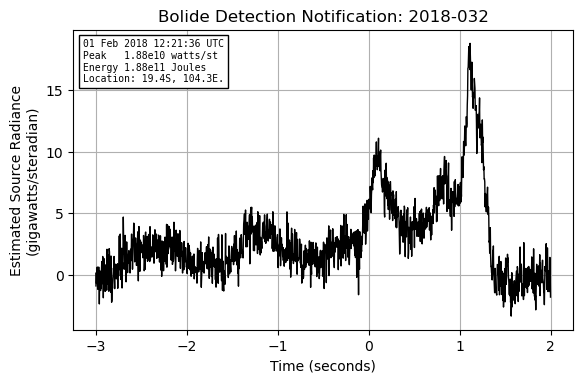 Bolide Detection Notification: 2018-032
01 Feb 2018 12:21:36 UTC
Peak 1.88e10 watts/st
Energy 1.88e11 Joules
Location: 19.4S, 104.3E.
Estimated Source Radiance
(gigawatts/steradian)
15
10
5
0
−3
−2
−1
0
1
2
Time (seconds)